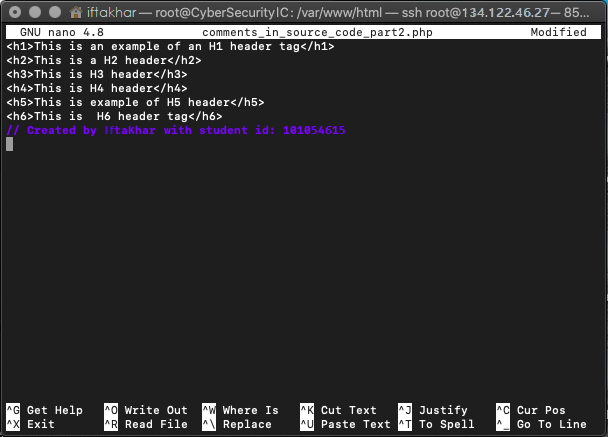 iftakhar — root@CyberSecurityIC: /var/www/html — ssh root@134.122.46.27 — 85...
GNU nano 4.8 comments_in_source_code_part2.php Modified
<h1>This is an example of an H1 header tag</h1>
<h2>This is a H2 header</h2>
<h3>This is H3 header</h3>
<h4>This is H4 header</h4>
<h5>This is example of H5 header</h5>
<h6>This is  H6 header tag</h6>
// Created by IftaKhar with student id: 101054615
^G Get Help ^O Write Out ^W Where Is ^K Cut Text ^J Justify ^C Cur Pos
^X Exit ^R Read File ^\ Replace ^U Paste Text ^T To Spell ^_ Go To Line